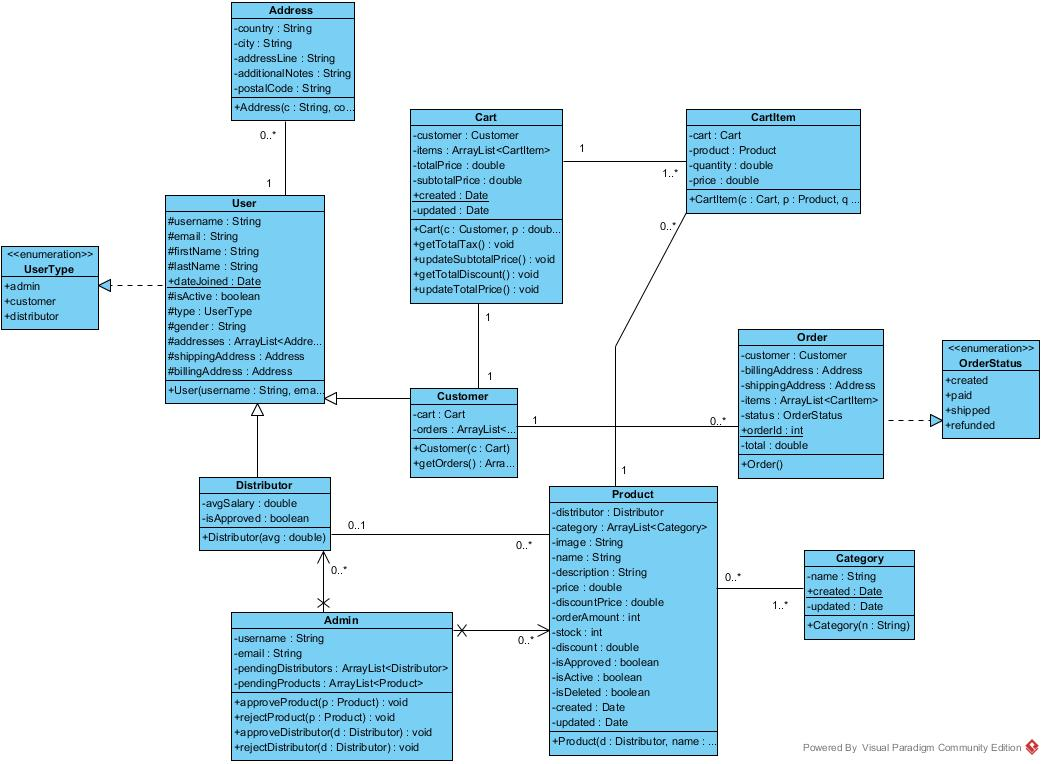 Address
-country : String
-city : String
-addressLine : String
-additionalNotes : String
-postalCode : String
+Address(c : String, co...
0..*
1
User
#username : String
#email : String
#firstName : String
#lastName : String
+dateJoined : Date
#isActive : boolean
#type : UserType
#gender : String
#addresses : ArrayList<Addre...
#shippingAddress : Address
#billingAddress : Address
+User(username : String, ema...
<<enumeration>>
UserType
+admin
+customer
+distributor
Cart
-customer : Customer
-items : ArrayList<CartItem>
-totalPrice : double
-subtotalPrice : double
+created : Date
-updated : Date
+Cart(c : Customer, p : doub...
+getTotalTax() : void
+updateSubtotalPrice() : void
+getTotalDiscount() : void
+updateTotalPrice() : void
1
1..*
CartItem
-cart : Cart
-product : Product
-quantity : double
-price : double
+CartItem(c : Cart, p : Product, q ...
0..*
1
1
1
Customer
-cart : Cart
-orders : ArrayList<...
+Customer(c : Cart)
+getOrders() : Arra...
1
0..*
Order
-customer : Customer
-billingAddress : Address
-shippingAddress : Address
-items : ArrayList<CartItem>
-status : OrderStatus
+orderId : int
-total : double
+Order()
<<enumeration>>
OrderStatus
+created
+paid
+shipped
+refunded
Distributor
-avgSalary : double
-isApproved : boolean
+Distributor(avg : double)
0..1
0..*
0..*
Admin
-username : String
-email : String
-pendingDistributors : ArrayList<Distributor>
-pendingProducts : ArrayList<Product>
+approveProduct(p : Product) : void
+rejectProduct(p : Product) : void
+approveDistributor(d : Distributor) : void
+rejectDistributor(d : Distributor) : void
0..*
Product
-distributor : Distributor
-category : ArrayList<Category>
-image : String
-name : String
-description : String
-price : double
-discountPrice : double
-orderAmount : int
-stock : int
-discount : double
-isApproved : boolean
-isActive : boolean
-isDeleted : boolean
-created : Date
-updated : Date
+Product(d : Distributor, name : ...
0..*
1..*
Category
-name : String
+created : Date
-updated : Date
+Category(n : String)
Powered By Visual Paradigm Community Edition